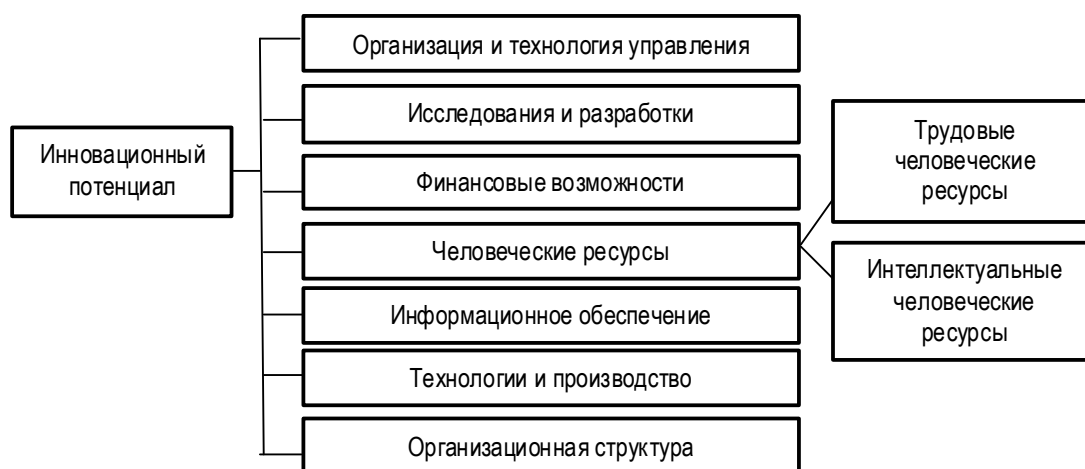 Инновационный
потенциал
Организация и технология управления
Исследования и разработки
Финансовые возможности
Человеческие ресурсы
Информационное обеспечение
Технологии и производство
Организационная структура
Трудовые
человеческие
ресурсы
Интеллектуальные
человеческие
ресурсы